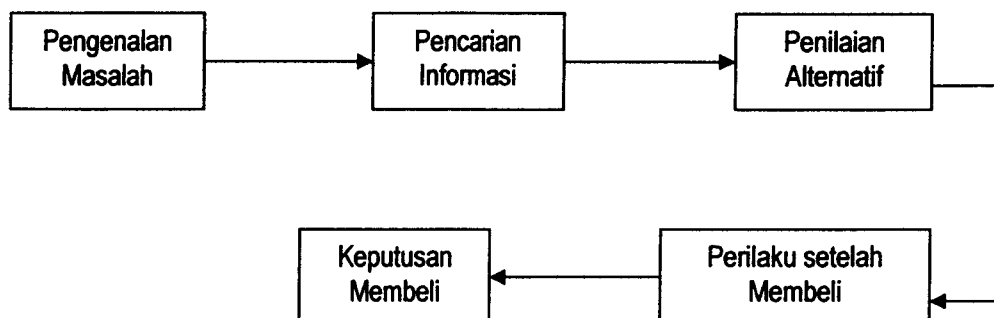 Pengenalan
Masalah
Pencarian
Informasi
Penilaian
Alternatif
Perilaku setelah
Membeli
Keputusan
Membeli